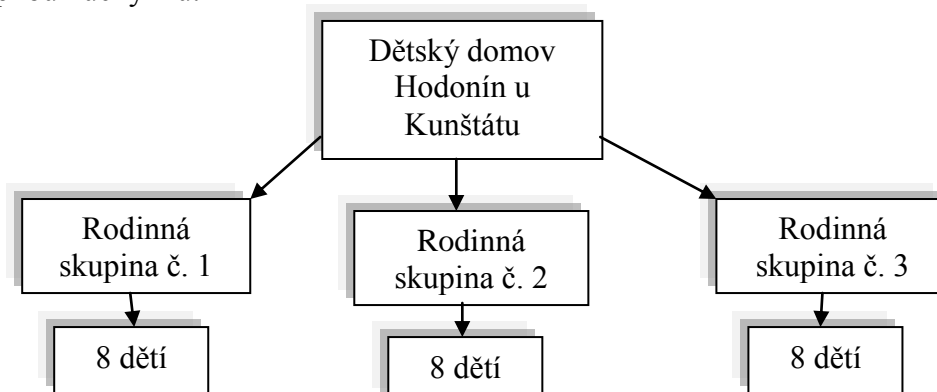 Dětský domov
Hodonín u
Kunštátu
Rodinná
skupina č. 1
Rodinná
skupina č. 2
Rodinná
skupina č. 3
8 dětí
8 dětí
8 dětí